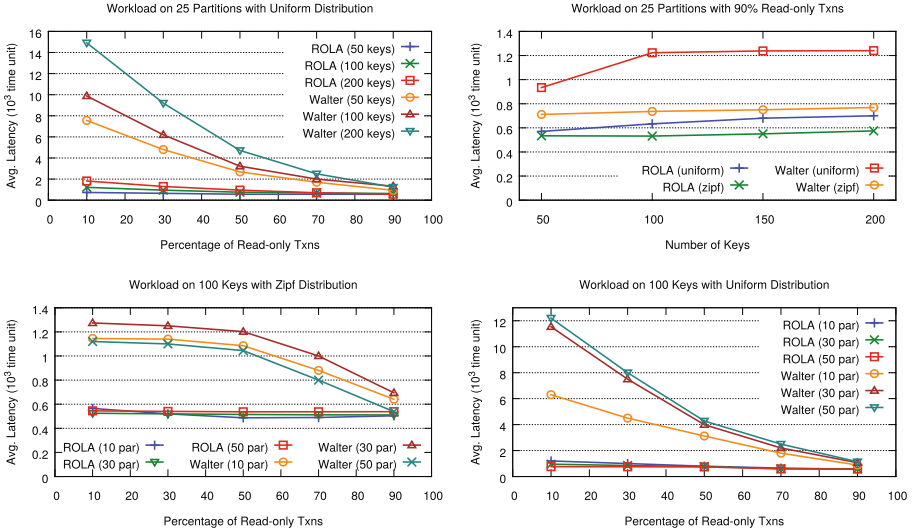 Workload on 25 Partitions with Uniform Distribution
Avg. Latency (10³ time unit)
16
14
12
10
8
6
4
2
0
ROLA (50 keys)
ROLA (100 keys)
ROLA (200 keys)
Walter (50 keys)
Walter (100 keys)
Walter (200 keys)
0 10 20 30 40 50 60 70 80 90 100
Percentage of Read-only Txns
Workload on 25 Partitions with 90% Read-only Txns
Avg. Latency (10³ time unit)
1.4
1.2
1
0.8
0.6
0.4
0.2
0
ROLA (uniform) Walter (uniform)
ROLA (zipf) Walter (zipf)
50 100 150 200
Number of Keys
Workload on 100 Keys with Zipf Distribution
Avg. Latency (10³ time unit)
1.4
1.2
1
0.8
0.6
0.4
0.2
0
ROLA (10 par) ROLA (50 par) Walter (30 par)
ROLA (30 par) Walter (10 par) Walter (50 par)
0 10 20 30 40 50 60 70 80 90 100
Percentage of Read-only Txns
Workload on 100 Keys with Uniform Distribution
Avg. Latency (10³ time unit)
12
10
8
6
4
2
0
ROLA (10 par)
ROLA (30 par)
ROLA (50 par)
Walter (10 par)
Walter (30 par)
Walter (50 par)
0 10 20 30 40 50 60 70 80 90 100
Percentage of Read-only Txns